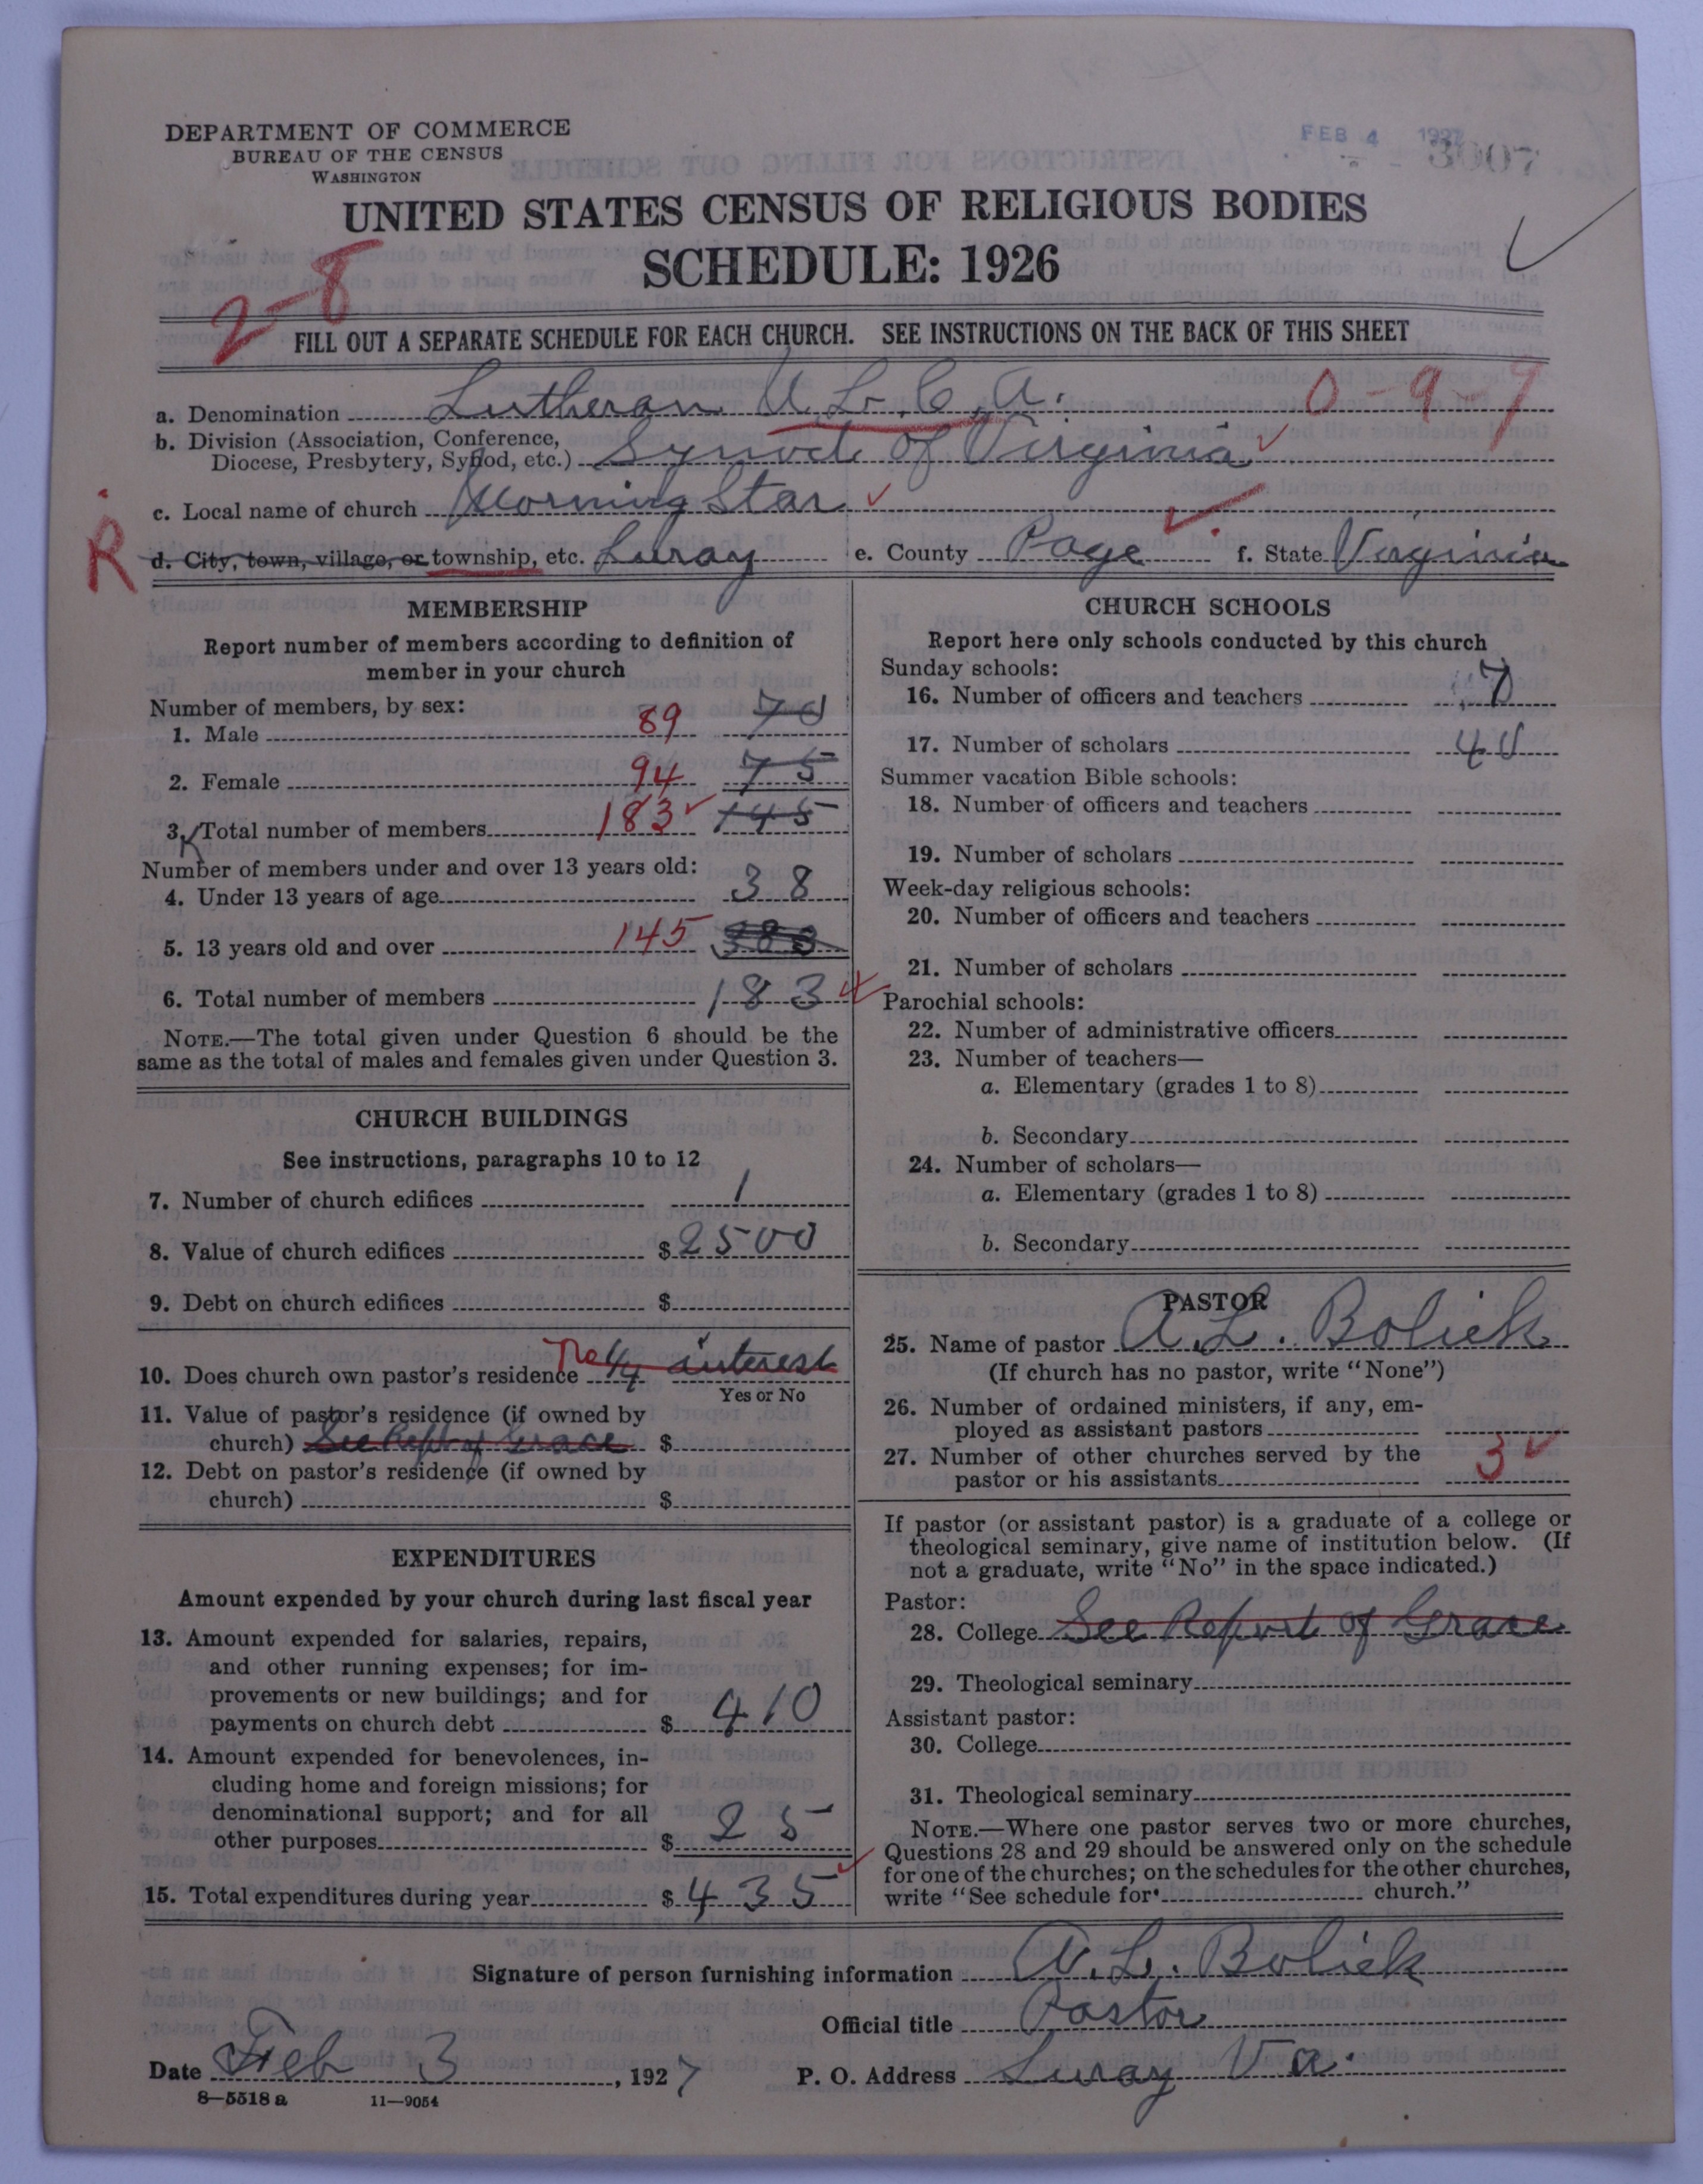 DEPARTMENT OF COMMERCE
BUREAU OF THE CENSUS
WASHINGTON
FEB 4 1927
3007
UNITED STATES CENSUS OF RELIGIOUS BODIES
SCHEDULE: 1926
2-8
FILL OUT A SEPARATE SCHEDULE FOR EACH CHURCH. SEE INSTRUCTIONS ON THE BACK OF THIS SHEET
a. Denomination Lutheran U.L.C.A. 0-9-9
b. Division (Association, Conference, Diocese, Presbytery, Synod, etc.) Synod of Virginia
c. Local name of church Morning Star
R d. City, town, village, or township, etc. Luray e. County Page f. State Virginia
MEMBERSHIP
Report number of members according to definition of
member in your church
Number of members, by sex:
1. Male 89 70
2. Female 94 75
3. Total number of members 183 145
Number of members under and over 13 years old:
4. Under 13 years of age 38
5. 13 years old and over 145
6. Total number of members 183
NOTE.—The total given under Question 6 should be the
same as the total of males and females given under Question 3.
CHURCH BUILDINGS
See instructions, paragraphs 10 to 12
7. Number of church edifices 1
8. Value of church edifices $ 2500
9. Debt on church edifices $
10. Does church own pastor's residence 1/4 interest
Yes or No
11. Value of pastor's residence (if owned by
church) See Rept of Grace $
12. Debt on pastor's residence (if owned by
church) $
EXPENDITURES
Amount expended by your church during last fiscal year
13. Amount expended for salaries, repairs,
and other running expenses; for im-
provements or new buildings; and for
payments on church debt $ 410
14. Amount expended for benevolences, in-
cluding home and foreign missions; for
denominational support; and for all
other purposes $ 25
15. Total expenditures during year $ 435
CHURCH SCHOOLS
Report here only schools conducted by this church
Sunday schools:
16. Number of officers and teachers 7
17. Number of scholars 40
Summer vacation Bible schools:
18. Number of officers and teachers
19. Number of scholars
Week-day religious schools:
20. Number of officers and teachers
21. Number of scholars
Parochial schools:
22. Number of administrative officers
23. Number of teachers—
a. Elementary (grades 1 to 8)
b. Secondary
24. Number of scholars—
a. Elementary (grades 1 to 8)
b. Secondary
PASTOR
25. Name of pastor A. L. Bolick
(If church has no pastor, write "None")
26. Number of ordained ministers, if any, em-
ployed as assistant pastors
27. Number of other churches served by the
pastor or his assistants 3
If pastor (or assistant pastor) is a graduate of a college or
theological seminary, give name of institution below. (If
not a graduate, write "No" in the space indicated.)
Pastor:
28. College See Report of Grace
29. Theological seminary
Assistant pastor:
30. College
31. Theological seminary
NOTE.—Where one pastor serves two or more churches,
Questions 28 and 29 should be answered only on the schedule
for one of the churches; on the schedules for the other churches,
write "See schedule for church."
Signature of person furnishing information A. L. Bolick
Official title Pastor
Date Feb 3, 1927 P. O. Address Luray Va.
8—5518 a 11—9054